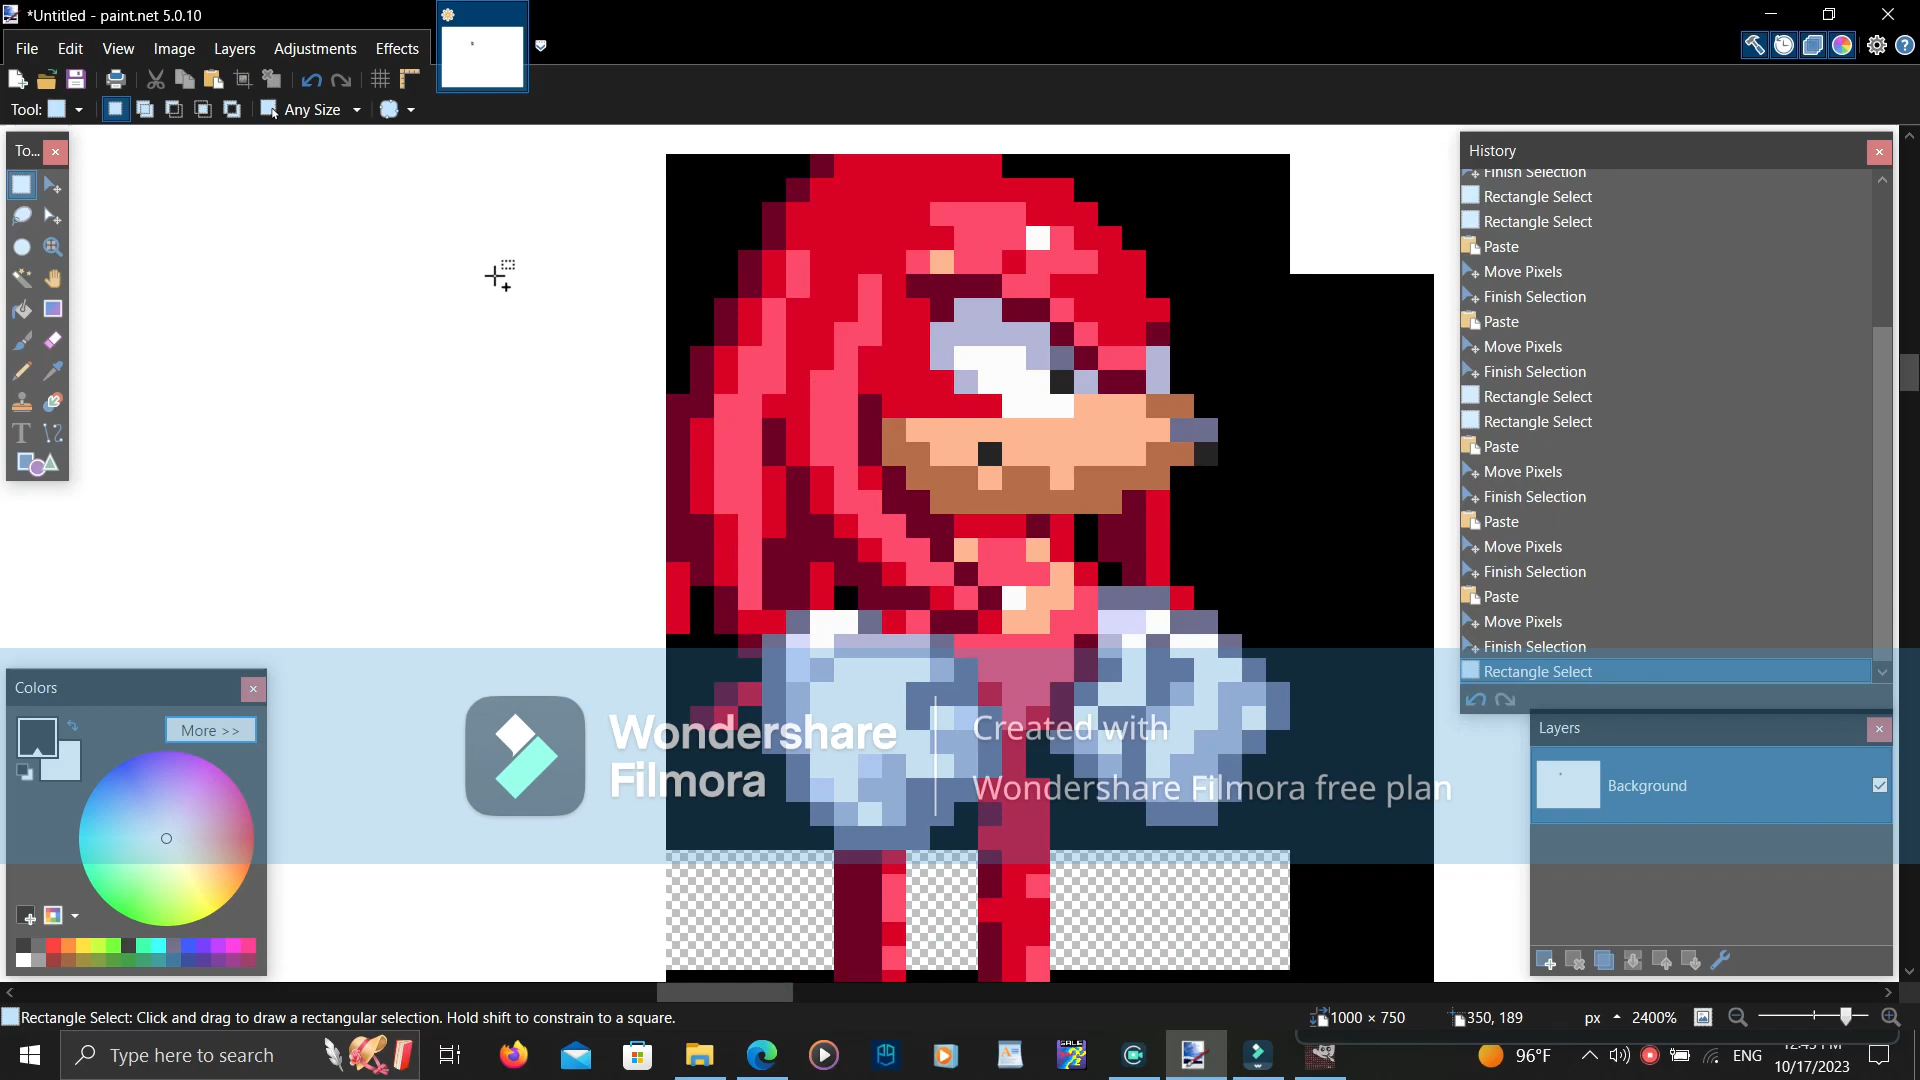 *Untitled - paint.net 5.0.10
File Edit View Image Layers Adjustments Effects
Tool: Any Size
To...
History
Finish Selection
Rectangle Select
Rectangle Select
Paste
Move Pixels
Finish Selection
Paste
Move Pixels
Finish Selection
Rectangle Select
Rectangle Select
Paste
Move Pixels
Finish Selection
Paste
Move Pixels
Finish Selection
Paste
Move Pixels
Finish Selection
Rectangle Select
Colors
More >>
Wondershare
Filmora
Created with
Wondershare Filmora free plan
Layers
Background
Rectangle Select: Click and drag to draw a rectangular selection. Hold shift to constrain to a square.
1000 × 750
350, 189
px
2400%
Type here to search
96°F
ENG
10/17/2023